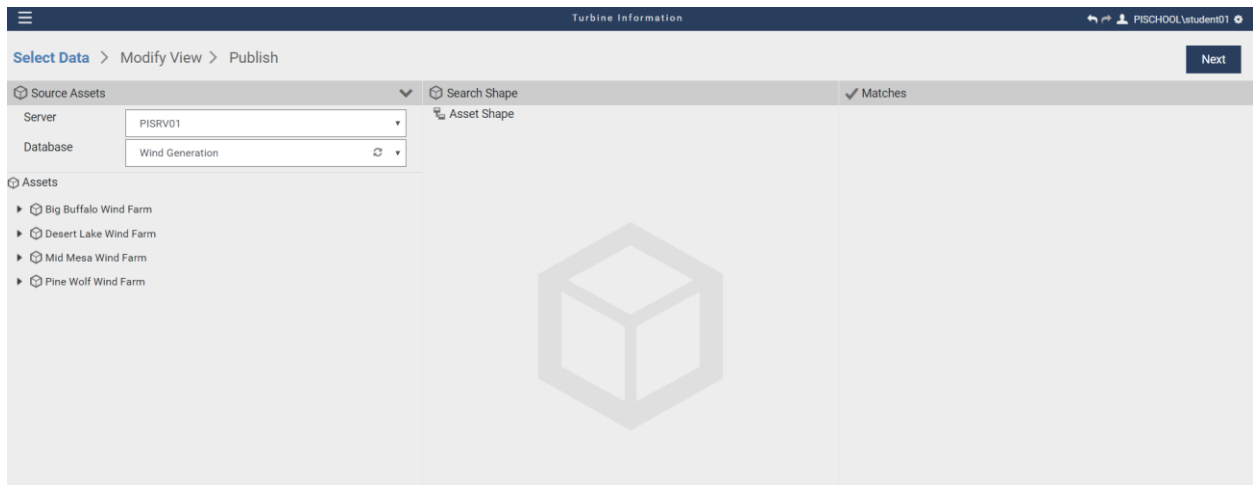 Turbine Information
PISCHOOL\student01
Select Data > Modify View > Publish
Next
Source Assets
Search Shape
Matches
Server
PISRV01
Asset Shape
Database
Wind Generation
Assets
Big Buffalo Wind Farm
Desert Lake Wind Farm
Mid Mesa Wind Farm
Pine Wolf Wind Farm